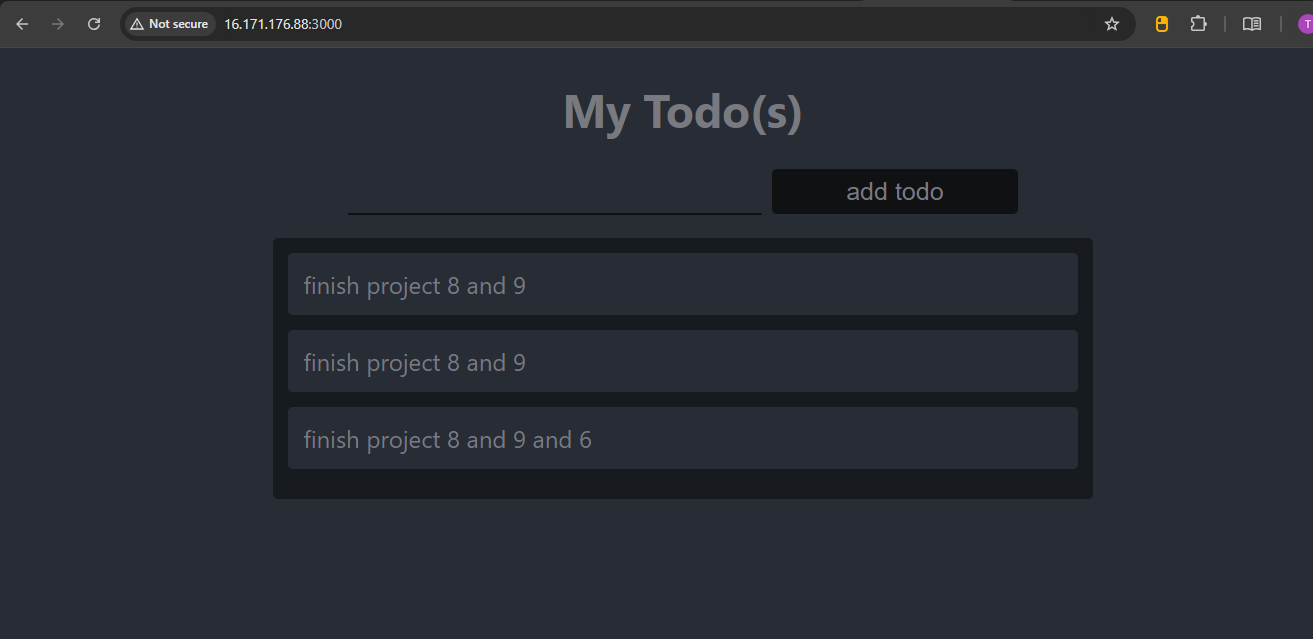 Not secure 16.171.176.88:3000
T
My Todo(s)
add todo
finish project 8 and 9
finish project 8 and 9
finish project 8 and 9 and 6